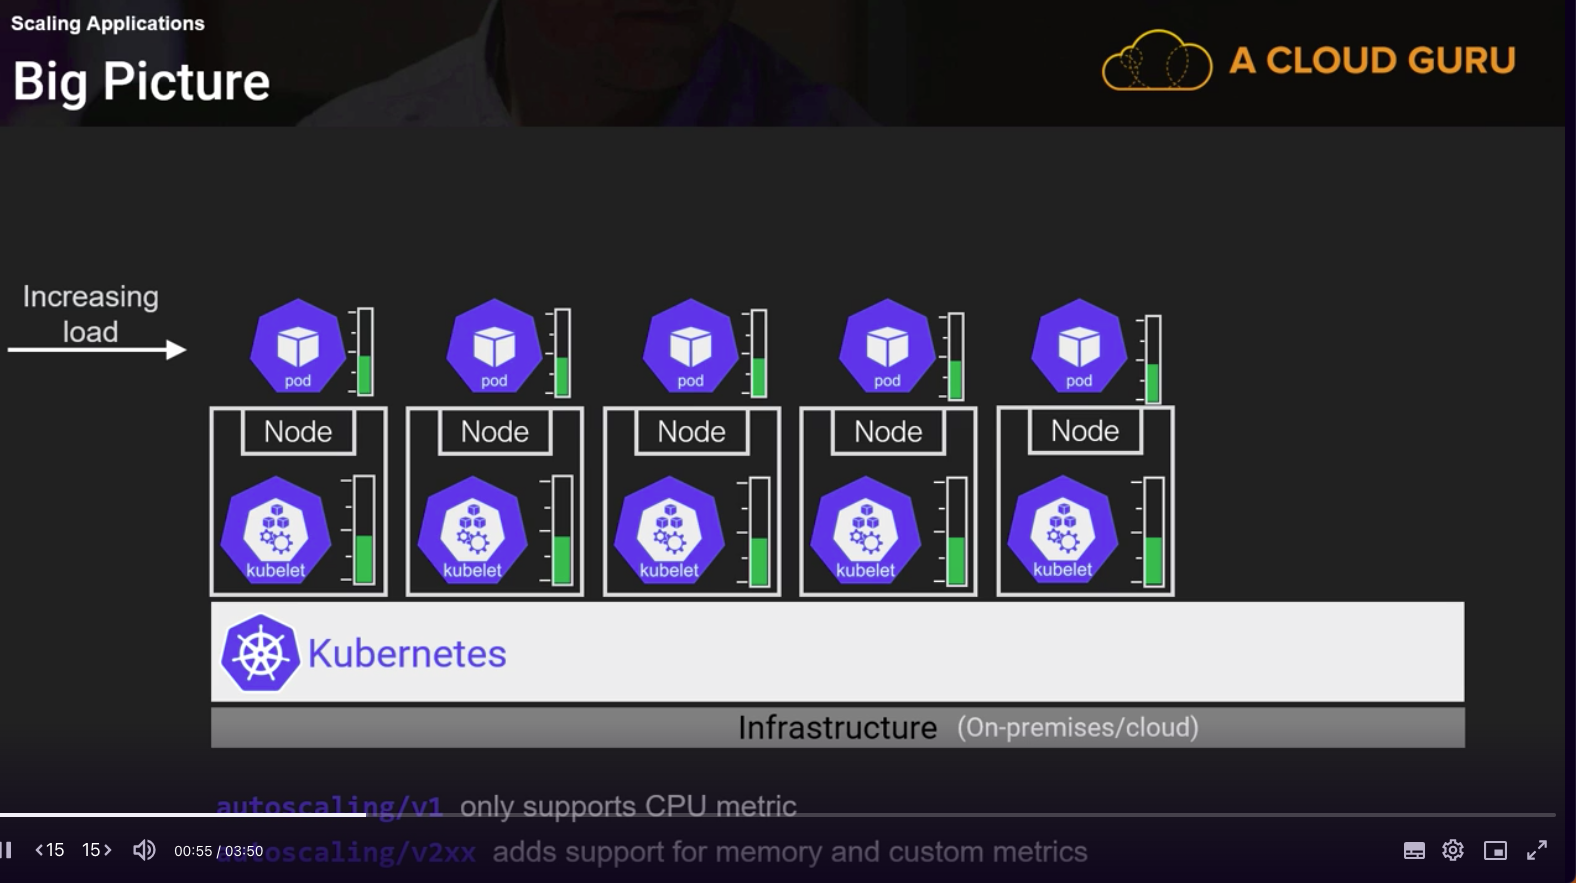 Scaling Applications
Big Picture
A CLOUD GURU
Increasing
load
pod pod pod pod pod
Node Node Node Node Node
kubelet kubelet kubelet kubelet kubelet
Kubernetes
Infrastructure (On-premises/cloud)
autoscaling/v1 only supports CPU metric
<15 15> 00:55 / 03:50
autoscaling/v2xx adds support for memory and custom metrics